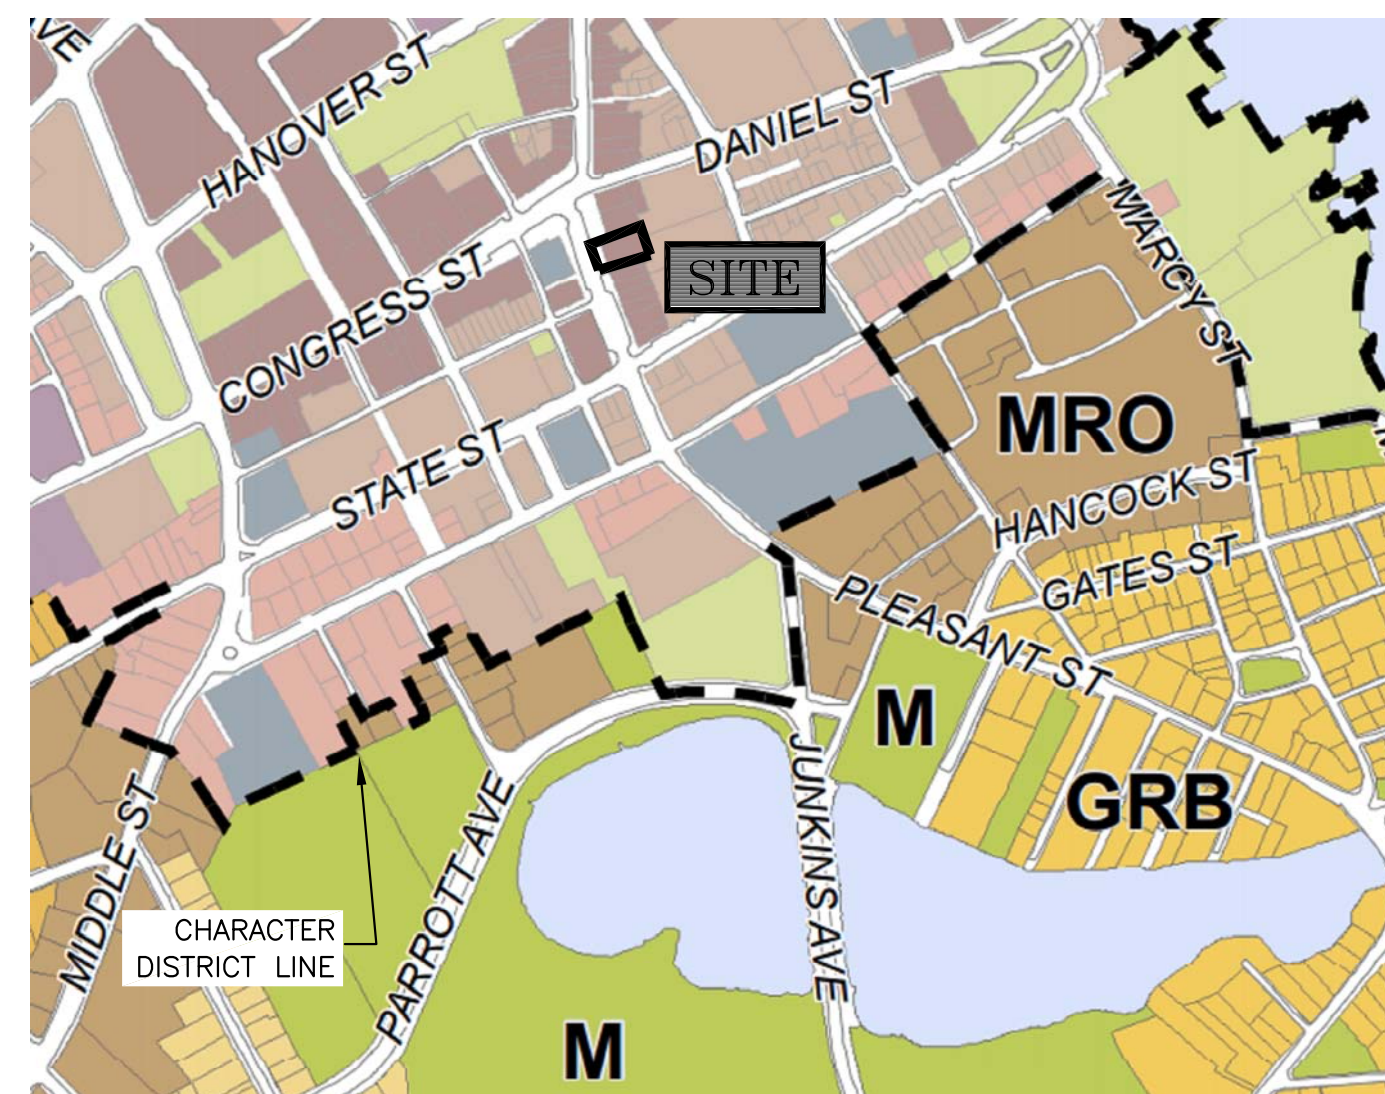 VE
HANOVER ST
DANIEL ST
CONGRESS ST
SITE
MARCY ST
STATE ST
MRO
HANCOCK ST
GATES ST
PLEASANT ST
M
GRB
JUNKINS AVE
MIDDLE ST
PARROTT AVE
CHARACTER
DISTRICT LINE
M